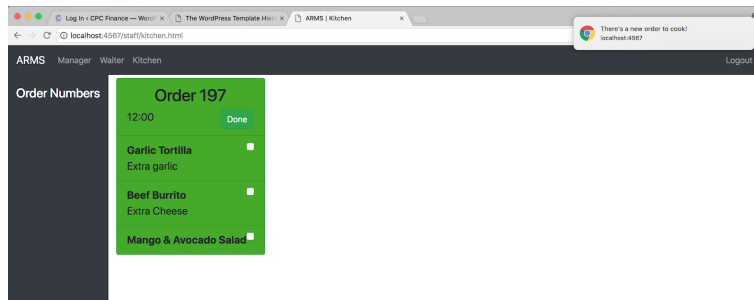 Log In ‹ CPC Finance — Word
The WordPress Template Hier
ARMS | Kitchen
There's a new order to cook!
localhost:4567
localhost:4567/staff/kitchen.html
ARMS Manager Waiter Kitchen Logout
Order Numbers
Order 197
12:00 Done
Garlic Tortilla
Extra garlic
Beef Burrito
Extra Cheese
Mango & Avocado Salad